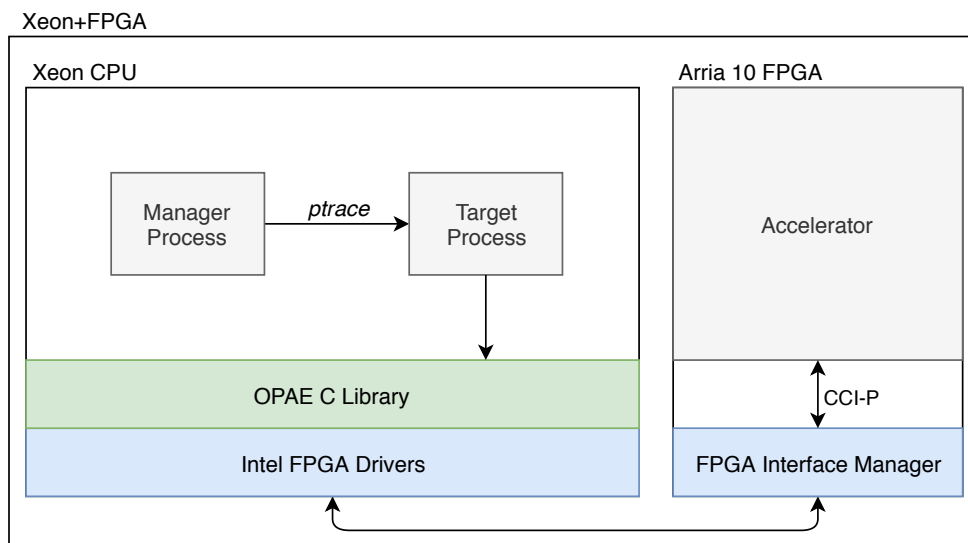 Xeon+FPGA
Xeon CPU
Arria 10 FPGA
Manager
Process
ptrace
Target
Process
Accelerator
OPAE C Library
CCI-P
Intel FPGA Drivers
FPGA Interface Manager